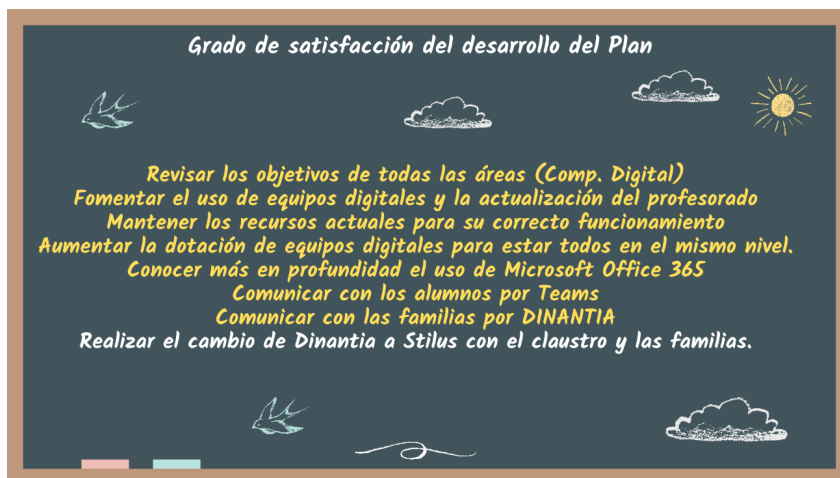 Grado de satisfacción del desarrollo del Plan
Revisar los objetivos de todas las áreas (Comp. Digital)
Fomentar el uso de equipos digitales y la actualización del profesorado
Mantener los recursos actuales para su correcto funcionamiento
Aumentar la dotación de equipos digitales para estar todos en el mismo nivel.
Conocer más en profundidad el uso de Microsoft Office 365
Comunicar con los alumnos por Teams
Comunicar con las familias por DINANTIA
Realizar el cambio de Dinantia a Stilus con el claustro y las familias.